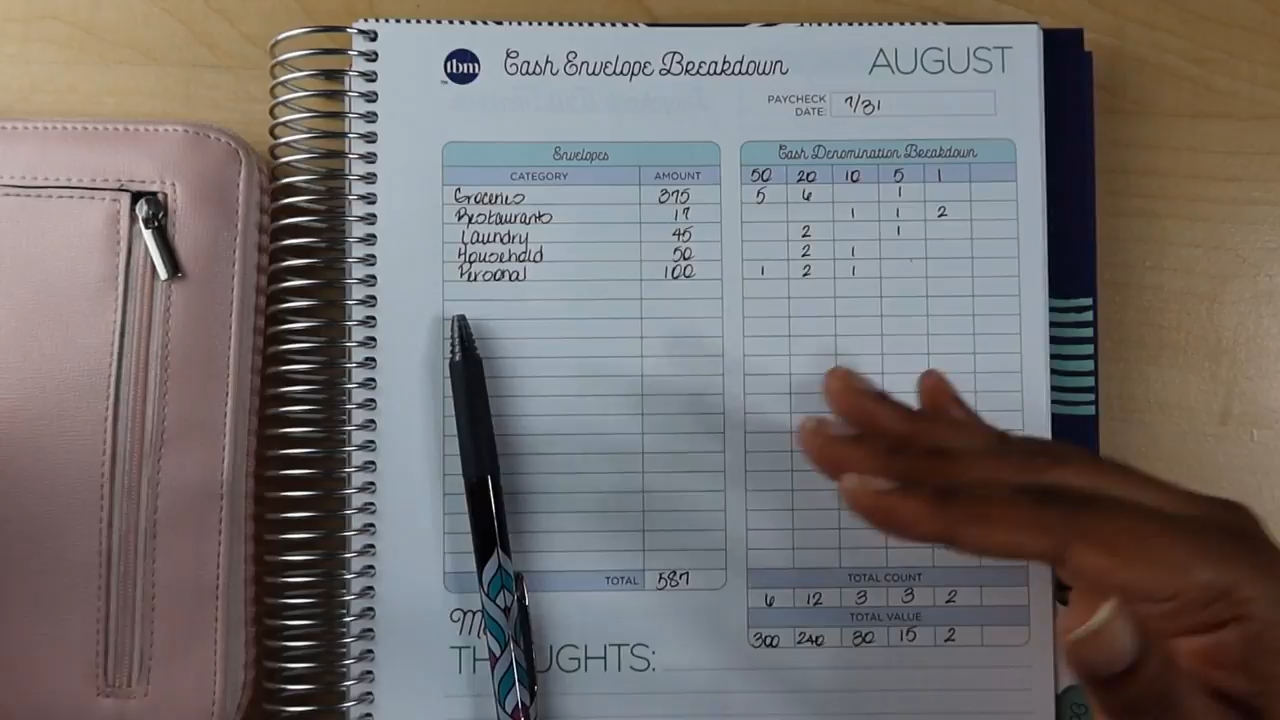 tbm Cash Envelope Breakdown AUGUST
PAYCHECK DATE: 7/31
Envelopes
CATEGORY AMOUNT
Groceries 375
Restaurants 17
Laundry 45
Household 50
Personal 100
TOTAL 587
Cash Denomination Breakdown
50 20 10 5 1
5 6 1
1 1 2
2 1
2 1
1 2 1
TOTAL COUNT
6 12 3 3 2
TOTAL VALUE
300 240 30 15 2
THOUGHTS: